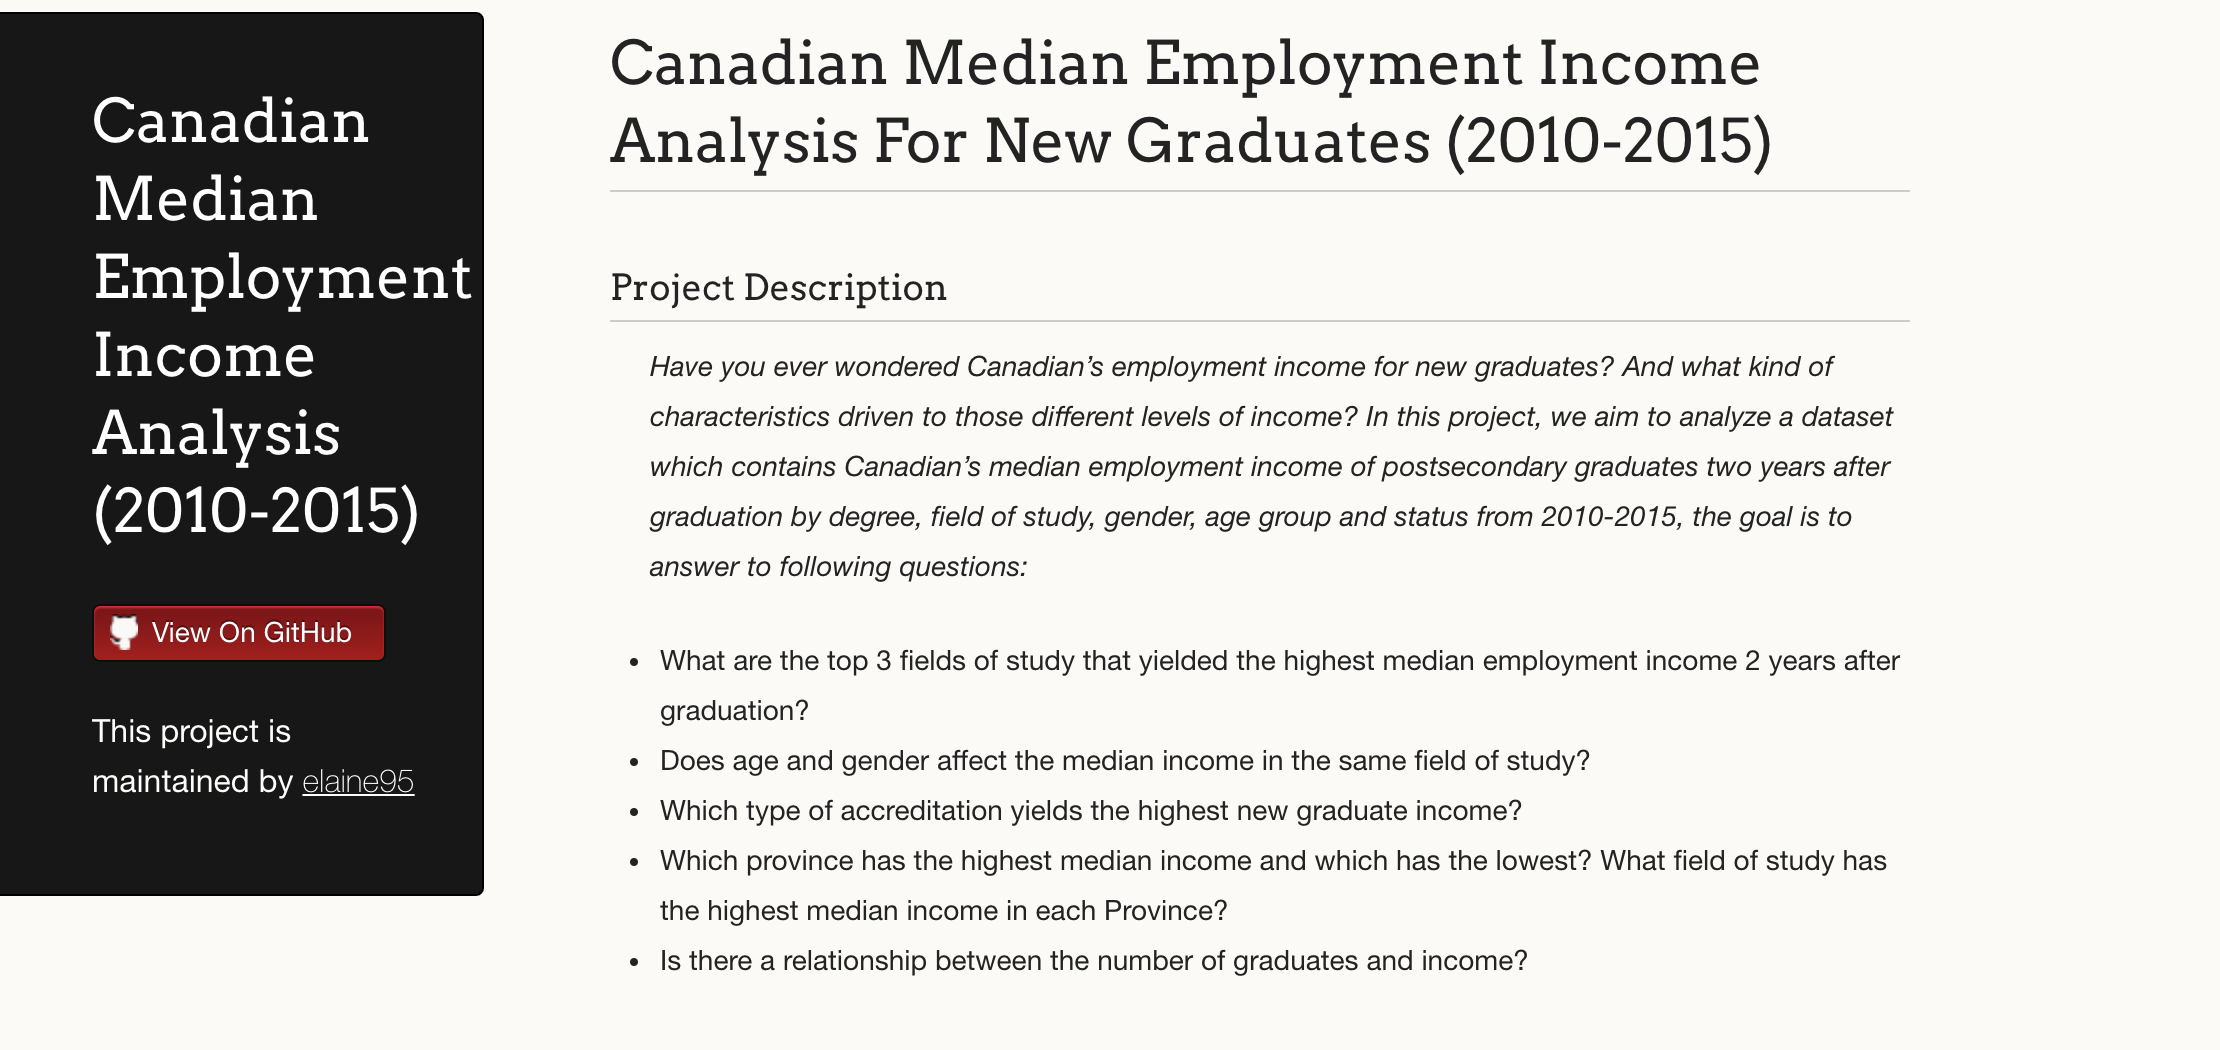 Canadian
Median
Employment
Income
Analysis
(2010-2015)
View On GitHub
This project is
maintained by elaine95
Canadian Median Employment Income
Analysis For New Graduates (2010-2015)
Project Description
Have you ever wondered Canadian’s employment income for new graduates? And what kind of
characteristics driven to those different levels of income? In this project, we aim to analyze a dataset
which contains Canadian’s median employment income of postsecondary graduates two years after
graduation by degree, field of study, gender, age group and status from 2010-2015, the goal is to
answer to following questions:
• What are the top 3 fields of study that yielded the highest median employment income 2 years after
graduation?
• Does age and gender affect the median income in the same field of study?
• Which type of accreditation yields the highest new graduate income?
• Which province has the highest median income and which has the lowest? What field of study has
the highest median income in each Province?
• Is there a relationship between the number of graduates and income?